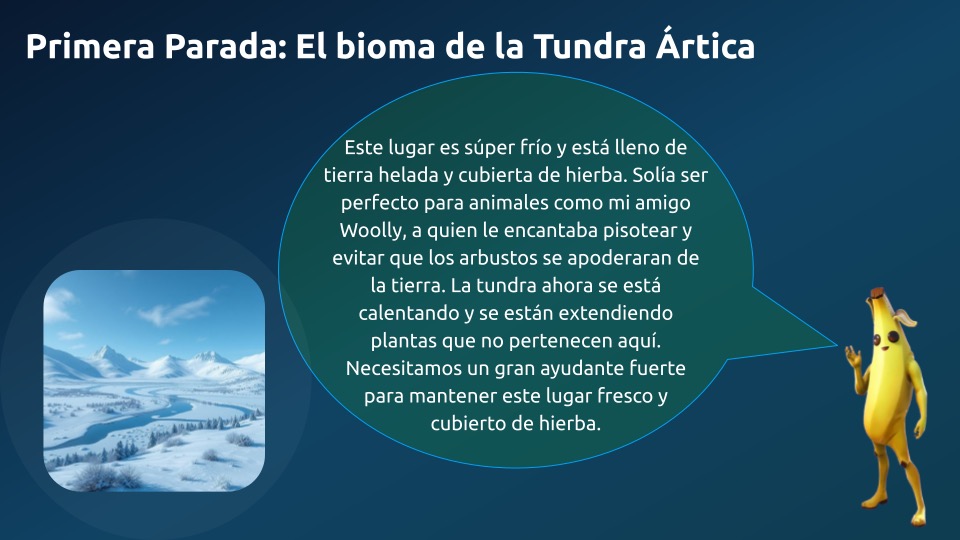 Primera Parada: El bioma de la Tundra Ártica
Este lugar es súper frío y está lleno de
tierra helada y cubierta de hierba. Solía ser
perfecto para animales como mi amigo
Woolly, a quien le encantaba pisotear y
evitar que los arbustos se apoderaran de
la tierra. La tundra ahora se está
calentando y se están extendiendo
plantas que no pertenecen aquí.
Necesitamos un gran ayudante fuerte
para mantener este lugar fresco y
cubierto de hierba.